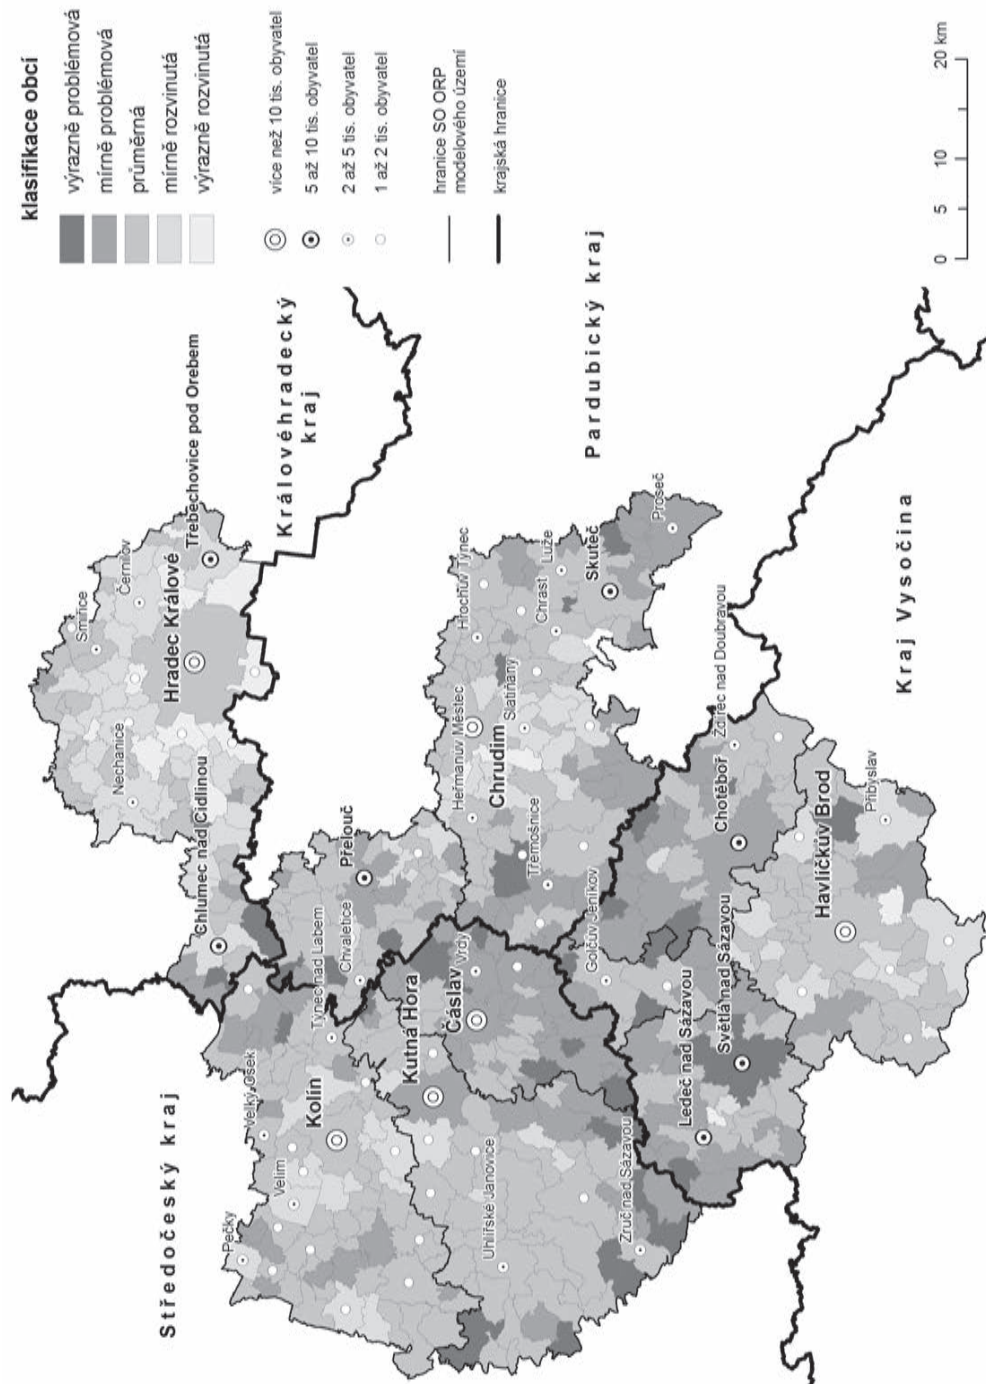 klasifikace obcí
výrazně problémová
mírně problémová
průměrná
mírně rozvinutá
výrazně rozvinutá
více než 10 tis. obyvatel
5 až 10 tis. obyvatel
2 až 5 tis. obyvatel
1 až 2 tis. obyvatel
hranice SO ORP
modelového území
krajská hranice
0 5 10 20 km
Středočeský kraj
Královéhradecký
kraj
Pardubický kraj
Kraj Vysočina
Pečky
Velim
Velký Osek
Kolín
Týnec nad Labem
Chvaletice
Přelouč
Chlumec nad Cidlinou
Nechanice
Hradec Králové
Smiřice
Černilov
Třebechovice pod Orebem
Uhlířské Janovice
Kutná Hora
Čáslav
Vrdy
Zruč nad Sázavou
Golčův Jeníkov
Třemošnice
Heřmanův Městec
Chrudim
Slatiňany
Hrochův Týnec
Chrast
Luže
Skuteč
Proseč
Ledeč nad Sázavou
Světlá nad Sázavou
Chotěboř
Ždírec nad Doubravou
Havlíčkův Brod
Přibyslav